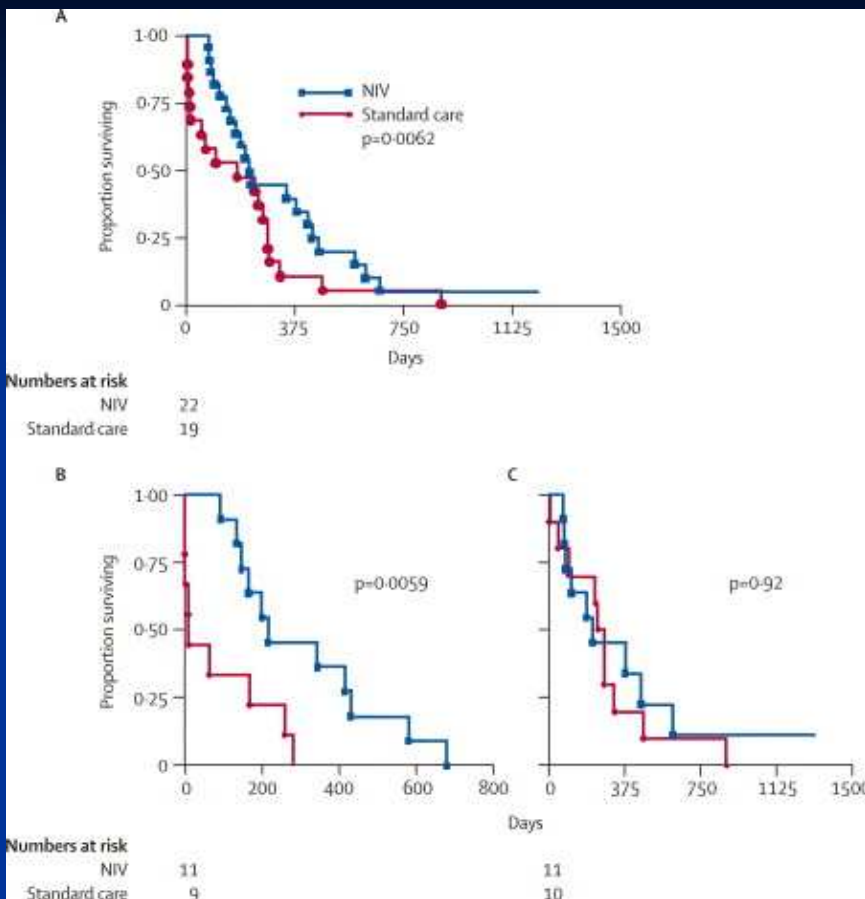 A
1·00
0·75
0·50
0·25
0
Proportion surviving
NIV
Standard care
p=0·0062
0 375 750 1125 1500
Days
Numbers at risk
NIV 22
Standard care 19
B
1·00
0·75
0·50
0·25
0
Proportion surviving
p=0·0059
0 200 400 600 800
C
p=0·92
0 375 750 1125 1500
Days
Numbers at risk
NIV 11 11
Standard care 9 10